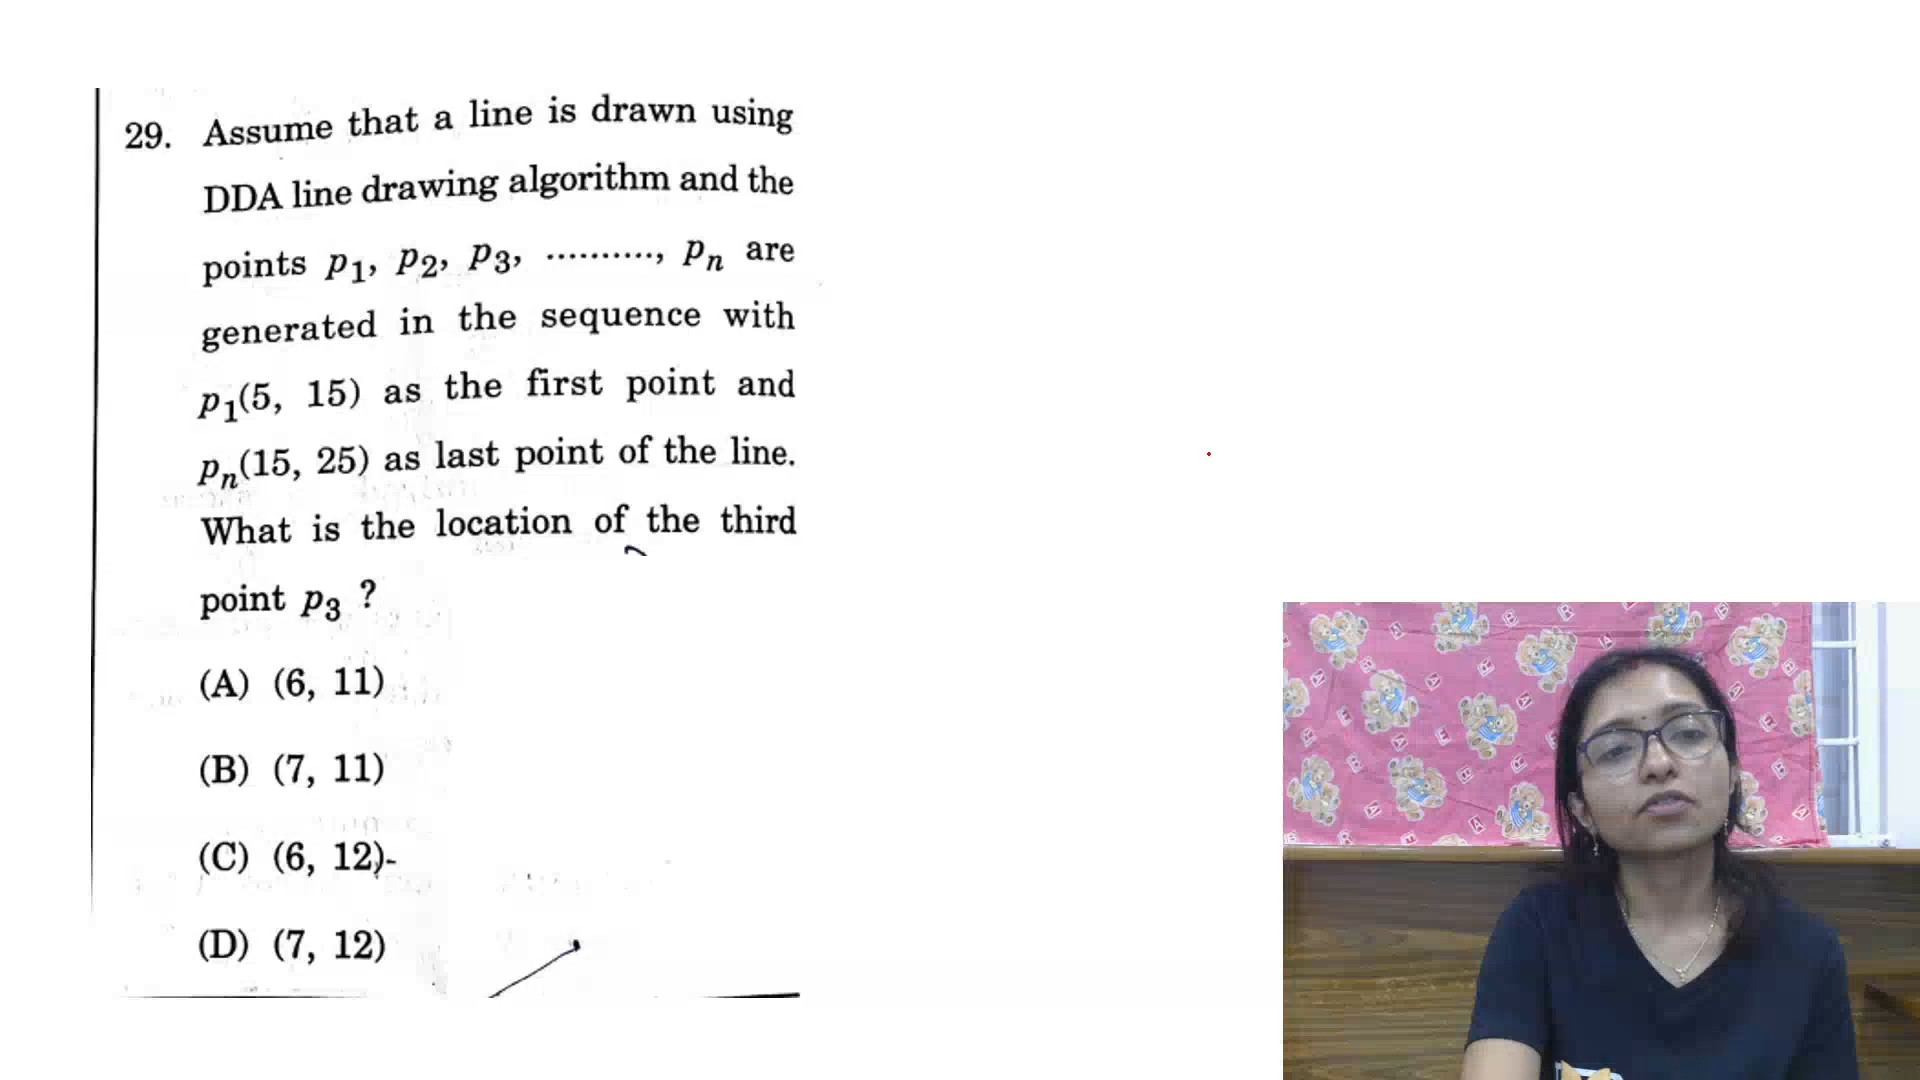 29. Assume that a line is drawn using
DDA line drawing algorithm and the
points p1, p2, p3, ..........., pn are
generated in the sequence with
p1(5, 15) as the first point and
pn(15, 25) as last point of the line.
What is the location of the third
point p3 ?
(A) (6, 11)
(B) (7, 11)
(C) (6, 12)-
(D) (7, 12)